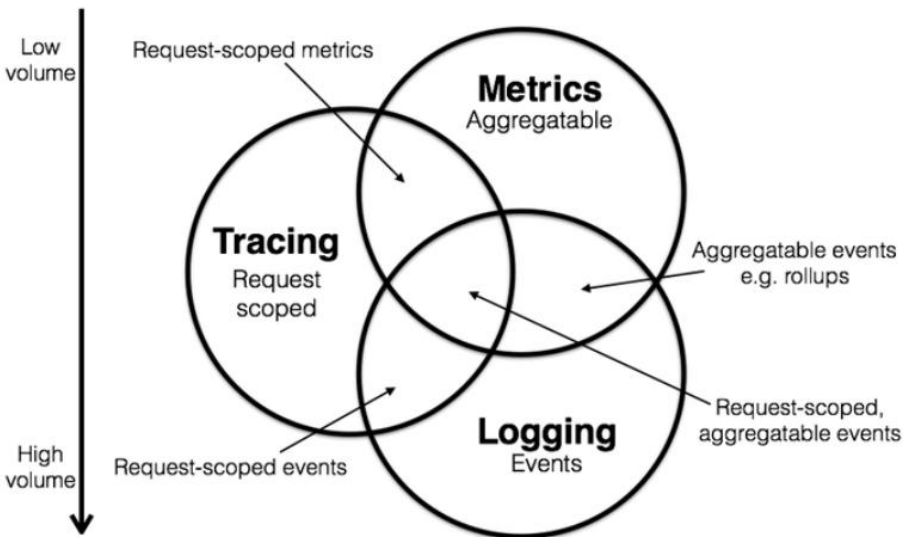 Low
volume
Request-scoped metrics
Metrics
Aggregatable
Tracing
Request
scoped
Aggregatable events
e.g. rollups
Request-scoped,
aggregatable events
Logging
Events
High
volume
Request-scoped events